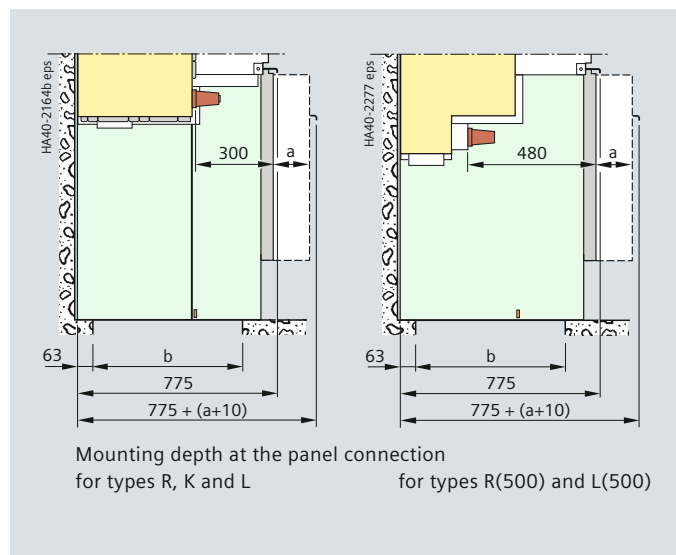 HA40-2164b eps
300
a
63
b
775
775 + (a+10)
HA40-2277 eps
480
a
63
b
775
775 + (a+10)
Mounting depth at the panel connection
for types R, K and L
for types R(500) and L(500)